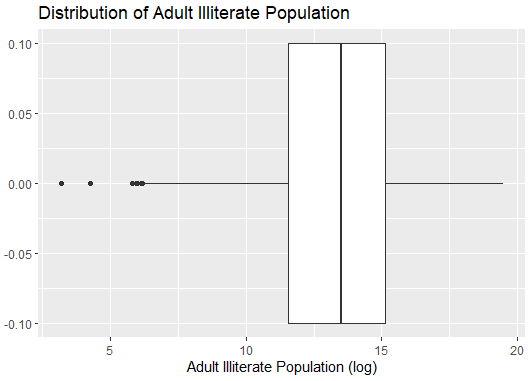 Distribution of Adult Illiterate Population
0.10
0.05
0.00
-0.05
-0.10
5 10 15 20
Adult Illiterate Population (log)